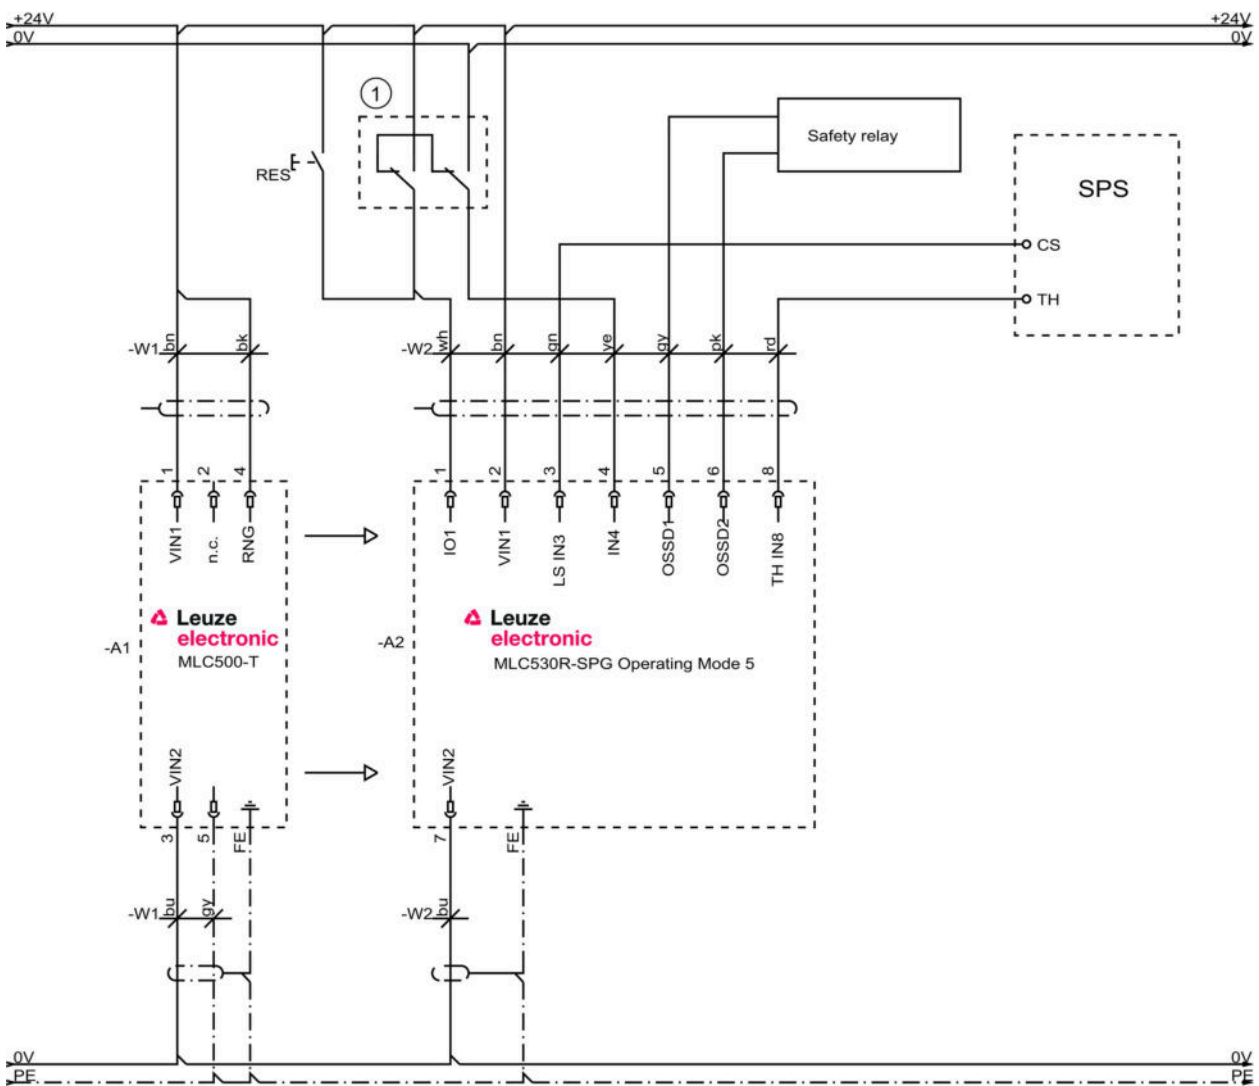 +24V
+24V
0V
0V
1
RES
Safety relay
SPS
CS
TH
-W1
bn
bk
-W2
wh
bn
gn
ye
gy
pk
rd
1
2
4
1
2
3
4
5
6
8
VIN1
n.c.
RNG
IO1
VIN1
LS IN3
IN4
OSSD1
OSSD2
TH IN8
-A1
Leuze
electronic
MLC500-T
-A2
Leuze
electronic
MLC530R-SPG Operating Mode 5
VIN2
VIN2
3
5
FE
7
FE
-W1
bu
gy
-W2
bu
0V
0V
PE
PE